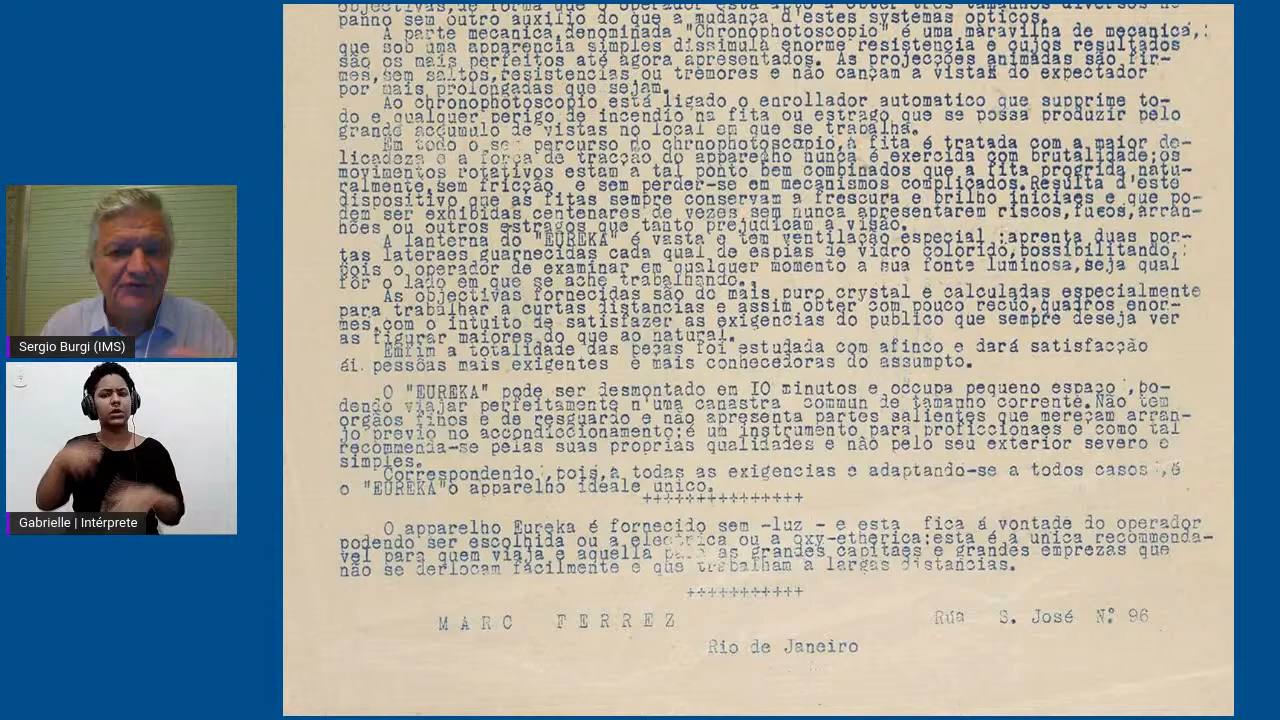 objectivas,de forma que o operador está apto a obter tres tamanhos diversos no
panno sem outro auxilio do que a mudança d'estes systemas opticos.
A parte mecanica,denominada "Chronophotoscopio" é uma maravilha de mecanica,
que sob uma apparencia simples dissimula enorme resistencia e cujos resultados
são os mais perfeitos até agora apresentados. As projecções animadas são fir-
mes,sem saltos,resistencias ou tremores e não cançam a vistas do expectador
por mais prolongadas que sejam.
Ao chronophotoscopio,está ligado o enrollador automatico que supprime to-
do e qualquer perigo de incendio na fita ou estrago que se possa produzir pelo
grande accumulo de vistas no local em que se trabalha.
Em todo o seu percurso no chrnophotoscopio,a fita é tratada com a maior de-
licadeza e a força de tracção do apparelho nunca é exercida com brutalidade;os
movimentos rotativos estam a tal ponto bem combinados que a fita progrida,natu-
ralmente,sem fricção, e sem perder-se em mecanismos complicados.Resulta d'este
dispositivo que as fitas sempre conservam a frescura e brilho iniciaes e que po-
dem ser exhibidas centenares de vezes sem nunca apresentarem riscos,furos,arran-
hões ou outros estragos que tanto prejudicam a visão.
A lanterna do "EUREKA" é vasta e tem ventilação especial ;aprenta duas por-
tas lateraes guarnecidas cada qual de espias de vidro colorido,possibilitando,
pois o operador de examinar em qualquer momento a sua fonte luminosa,seja qual
fôr o lado em que se ache trabalhando.
As objectivas fornecidas são do mais puro crystal e calculadas especialmente
para trabalhar a curtas distancias e assim obter com pouco recuo,quadros enor-
mes,com o intuito de satisfazer as exigencias do publico que sempre deseja ver
as figurar maiores do que ao natural.
Emfim a totalidade das peças foi estudada com afinco e dará satisfacção
ái pessôas mais exigentes e mais conhecedoras do assumpto.
O "EUREKA" pode ser desmontado em IO minutos e occupa pequeno espaço ,po-
dendo viajar perfeitamente n'uma canastra commun de tamanho corrente.Não tem
orgãos finos e de resguardo e não apresenta partes salientes que mereçam arran-
jo previo no accondiccionamento;é um instrumento para proficcionaes e como tal
recommenda-se pelas suas proprias qualidades e não pelo seu exterior severo e
simples.
Correspondendo ,pois,a todas as exigencias e adaptando-se a todos casos ,é
o "EUREKA"o apparelho ideale unico.
++++++++++++++
O apparelho Eureka é fornecido sem -luz - e esta fica á vontade do operador
podendo ser escolhida ou a electrica ou a oxy-etherica;esta é a unica recommenda-
vel para quem viaja e aquella para as grandes capitaes e grandes emprezas que
não se derlocam facilmente e que trabalham a largas distancias.
+++++++++++
MARC FERREZ Rúa S. José Nº 96
Rio de Janeiro
Sergio Burgi (IMS)
Gabrielle | Intérprete